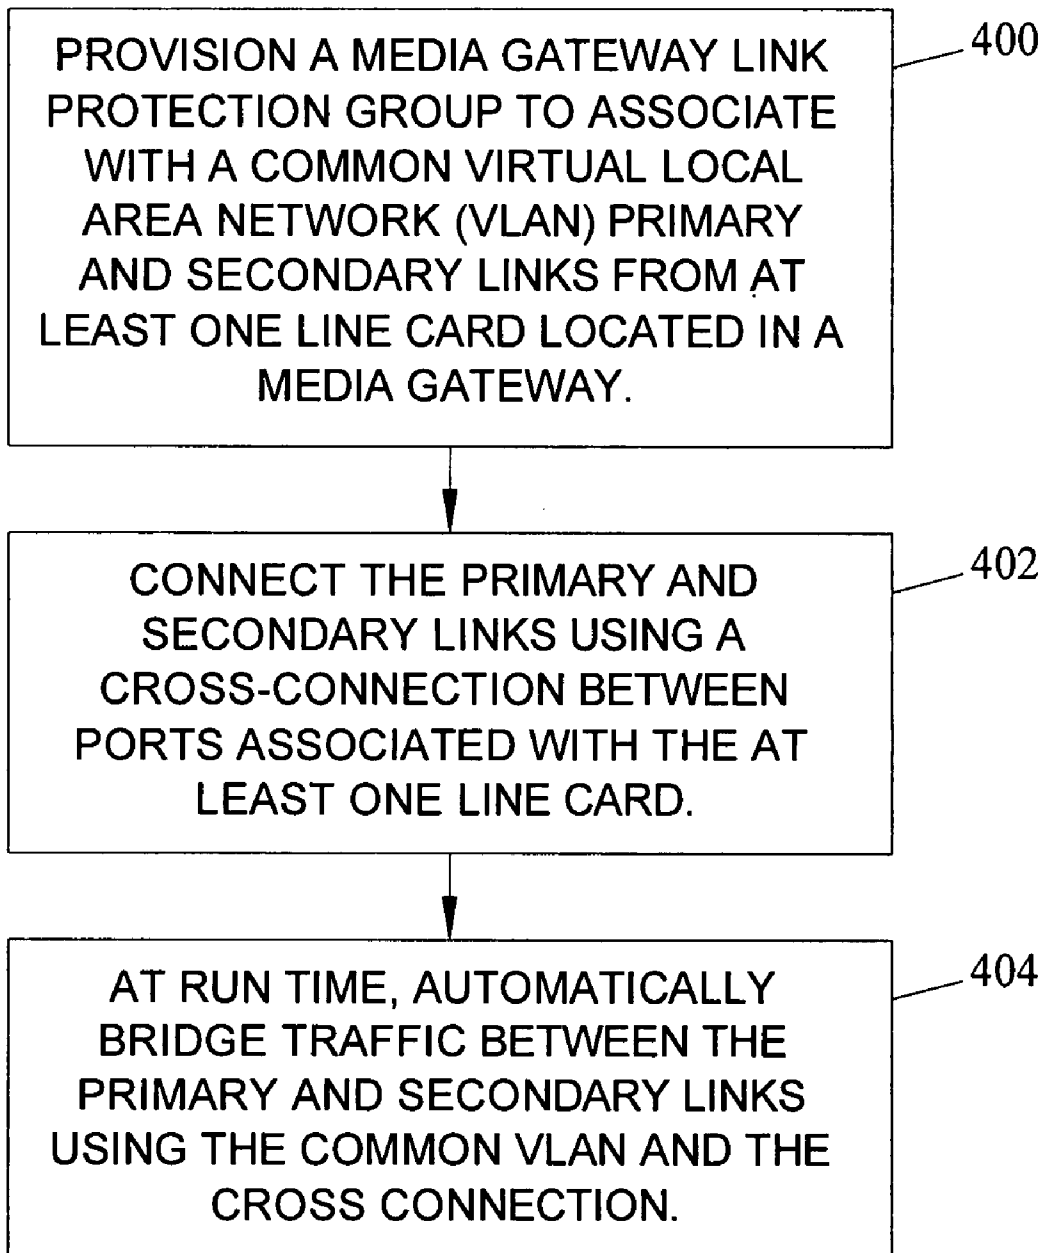 PROVISION A MEDIA GATEWAY LINK
PROTECTION GROUP TO ASSOCIATE
WITH A COMMON VIRTUAL LOCAL
AREA NETWORK (VLAN) PRIMARY
AND SECONDARY LINKS FROM AT
LEAST ONE LINE CARD LOCATED IN A
MEDIA GATEWAY.
400
CONNECT THE PRIMARY AND
SECONDARY LINKS USING A
CROSS-CONNECTION BETWEEN
PORTS ASSOCIATED WITH THE AT
LEAST ONE LINE CARD.
402
AT RUN TIME, AUTOMATICALLY
BRIDGE TRAFFIC BETWEEN THE
PRIMARY AND SECONDARY LINKS
USING THE COMMON VLAN AND THE
CROSS CONNECTION.
404